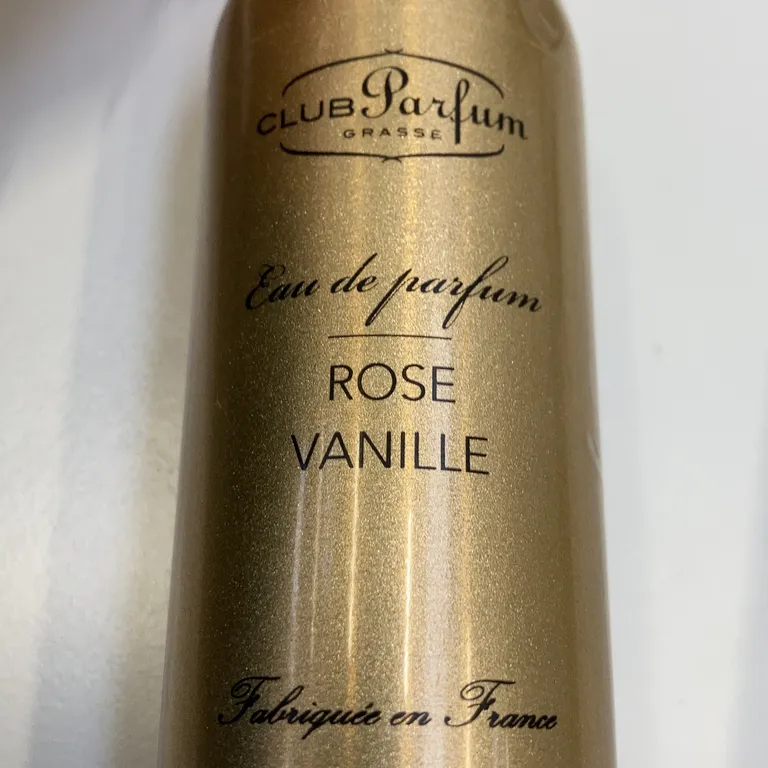 CLUB Parfum
GRASSE
Eau de parfum
ROSE
VANILLE
Fabriquée en France